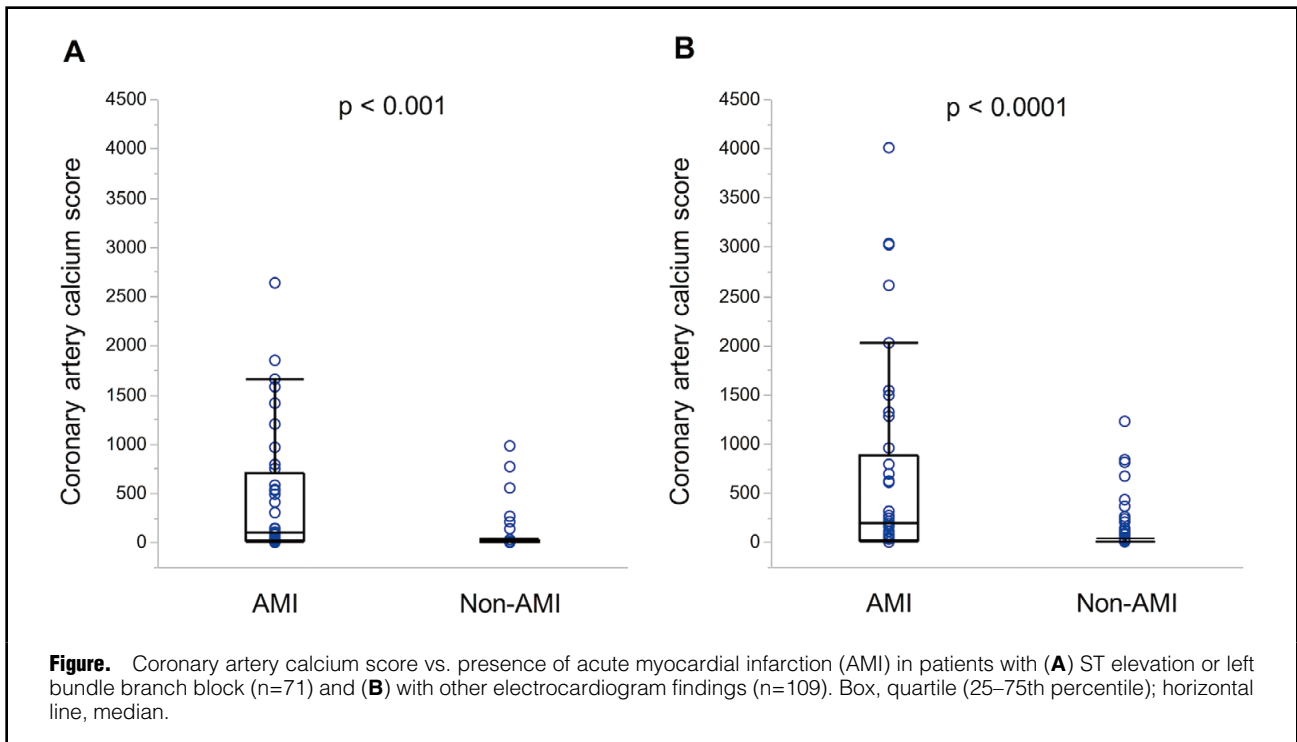 A
p < 0.001
Coronary artery calcium score
4500
4000
3500
3000
2500
2000
1500
1000
500
0
AMI Non-AMI
B
p < 0.0001
Coronary artery calcium score
4500
4000
3500
3000
2500
2000
1500
1000
500
0
AMI Non-AMI
Figure. Coronary artery calcium score vs. presence of acute myocardial infarction (AMI) in patients with (A) ST elevation or left
bundle branch block (n=71) and (B) with other electrocardiogram findings (n=109). Box, quartile (25–75th percentile); horizontal
line, median.